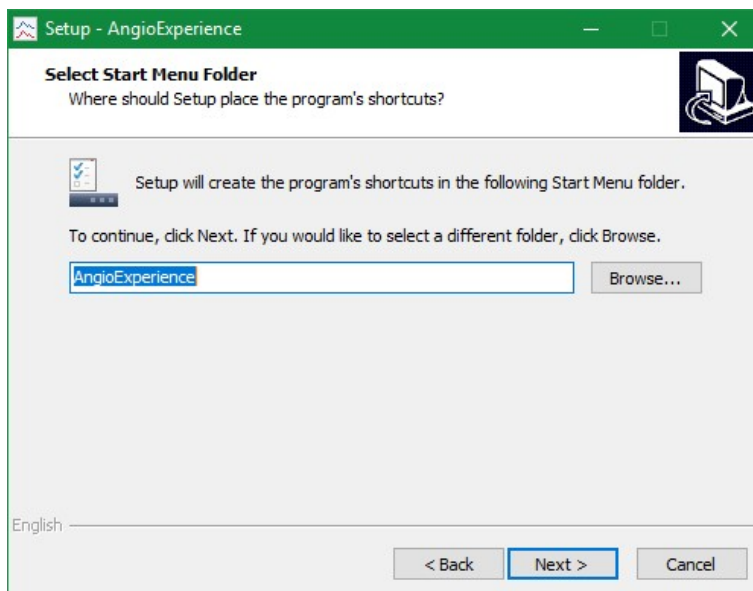 Setup - AngioExperience
Select Start Menu Folder
Where should Setup place the program's shortcuts?
Setup will create the program's shortcuts in the following Start Menu folder.
To continue, click Next. If you would like to select a different folder, click Browse.
AngioExperience
Browse...
English
< Back
Next >
Cancel